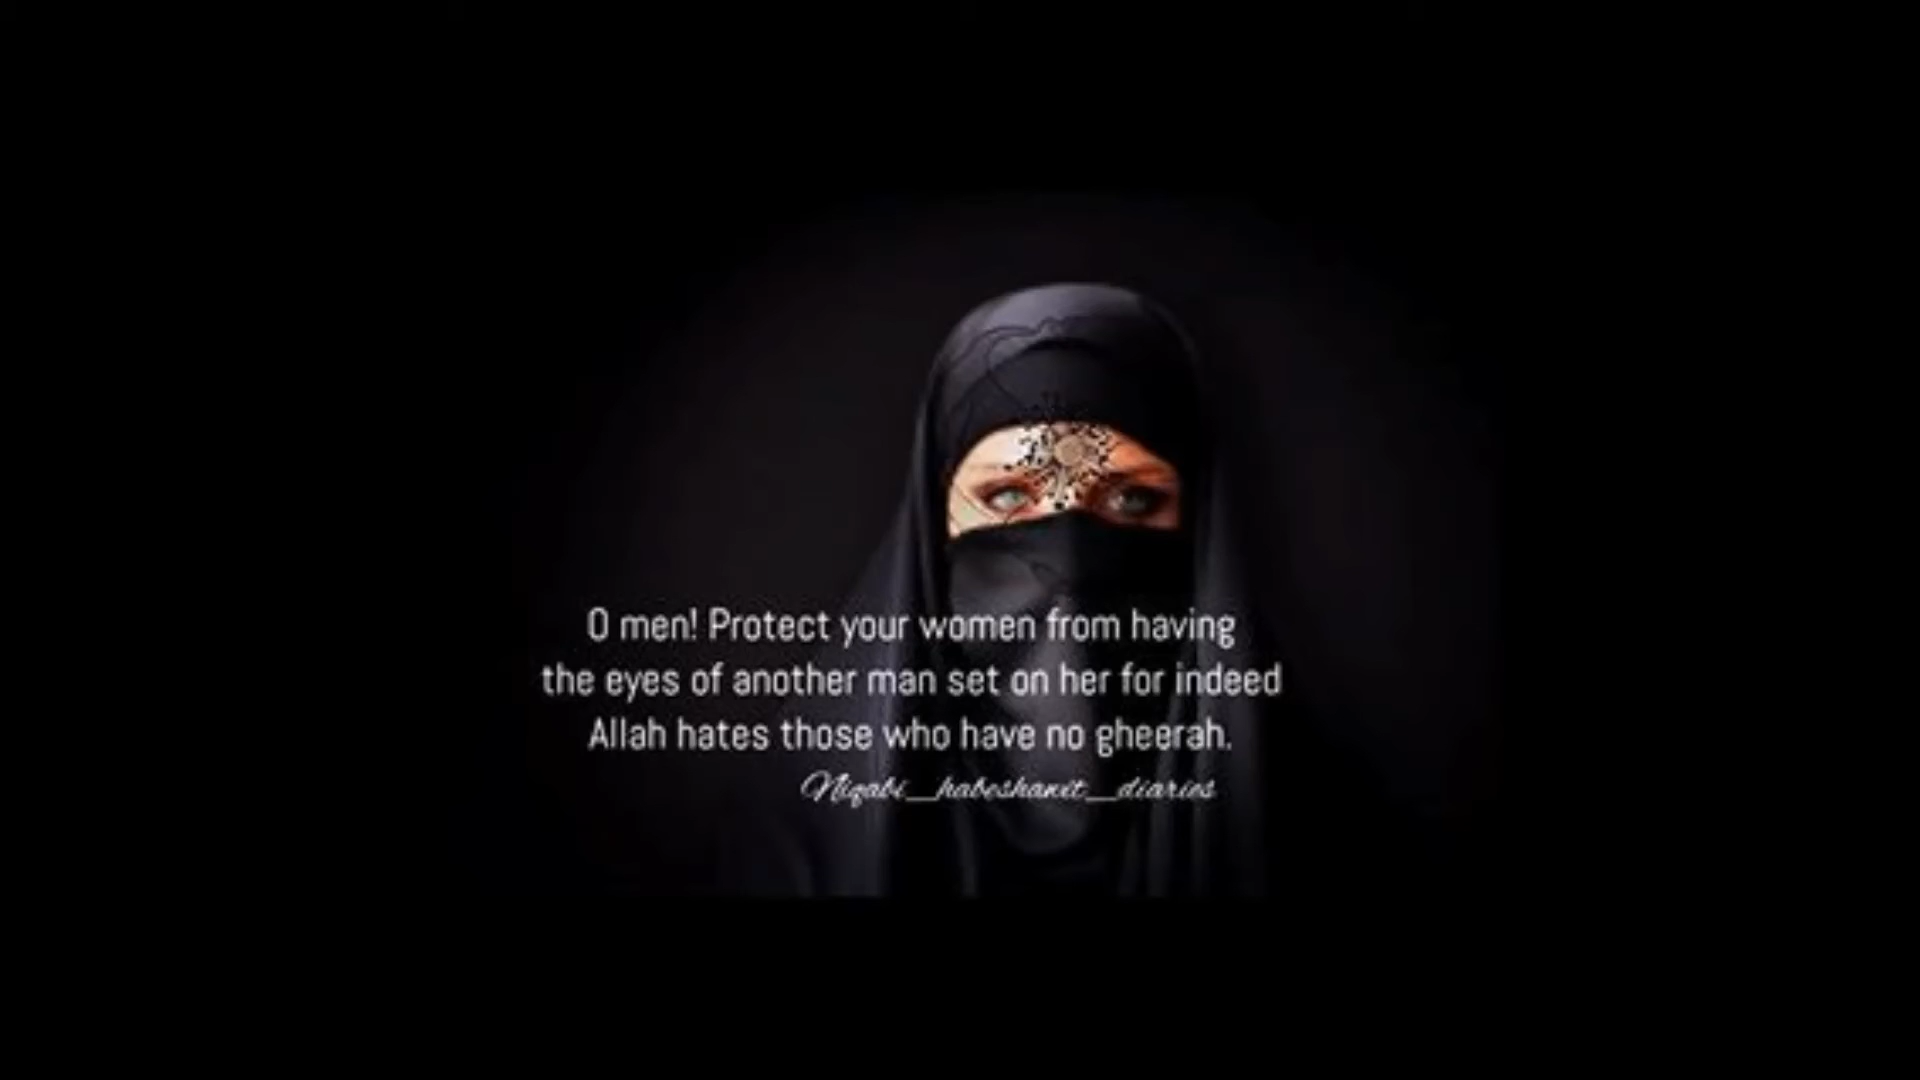 O men! Protect your women from having
the eyes of another man set on her for indeed
Allah hates those who have no gheerah.
Niqabi__habeshawit__diaries